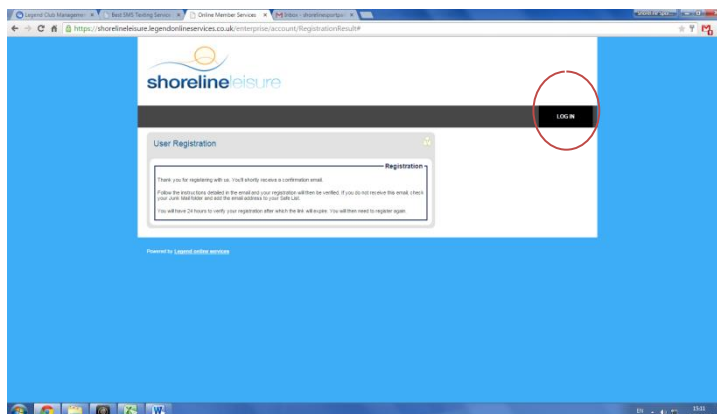 Legend Club Managemen
Best SMS Texting Service
Online Member Services
https://shorelineleisure.legendonlineservices.co.uk/enterprise/account/RegistrationResult#
shorelineleisure
LOG IN
User Registration
Registration
Thank you for registering with us. You'll shortly receive a confirmation email.
Follow the instructions detailed in the email and your registration will then be verified. If you do not receive this email, check
your Junk Mail folder and add the email address to your Safe List.
You will have 24 hours to verify your registration after which the link will expire. You will then need to register again.
Powered by Legend online services
EN
15:11